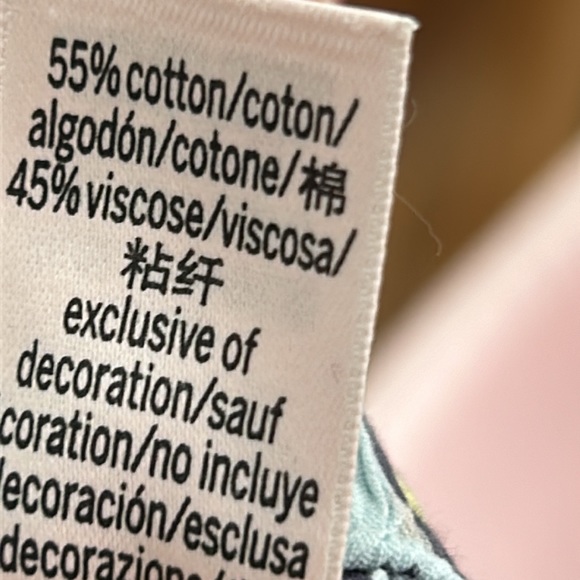 55% cotton/coton/
algodón/cotone/棉
45% viscose/viscosa/
粘纤
exclusive of
decoration/sauf
coration/no incluye
ecoración/esclusa
decorazione/